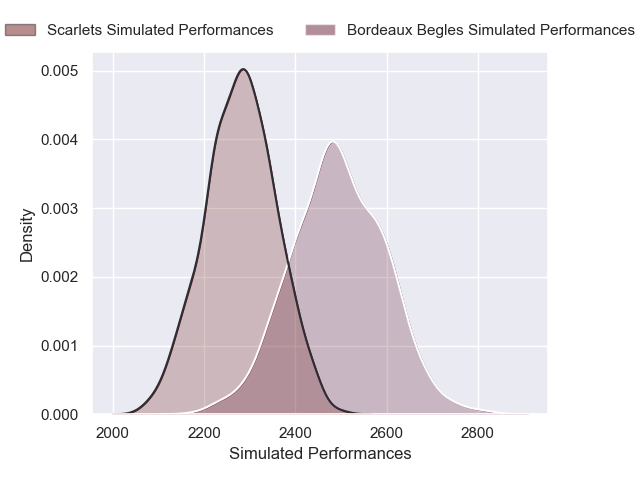 Scarlets Simulated Performances
Bordeaux Begles Simulated Performances
0.005
0.004
0.003
0.002
0.001
0.000
Density
2000
2200
2400
2600
2800
Simulated Performances